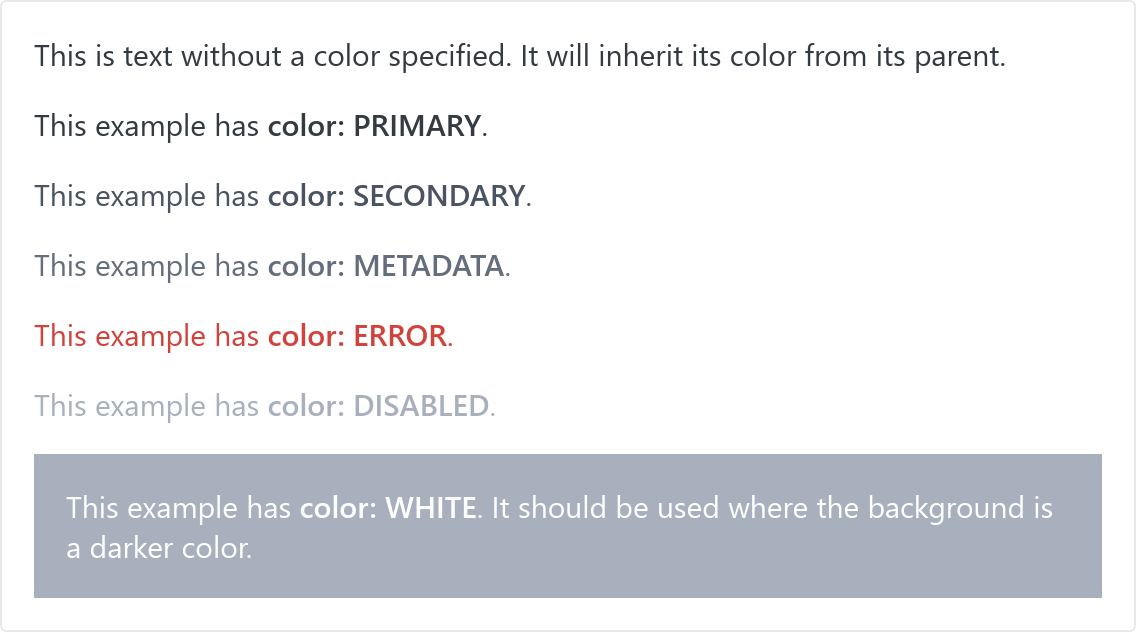 This is text without a color specified. It will inherit its color from its parent.
This example has color: PRIMARY.
This example has color: SECONDARY.
This example has color: METADATA.
This example has color: ERROR.
This example has color: DISABLED.
This example has color: WHITE. It should be used where the background is
a darker color.